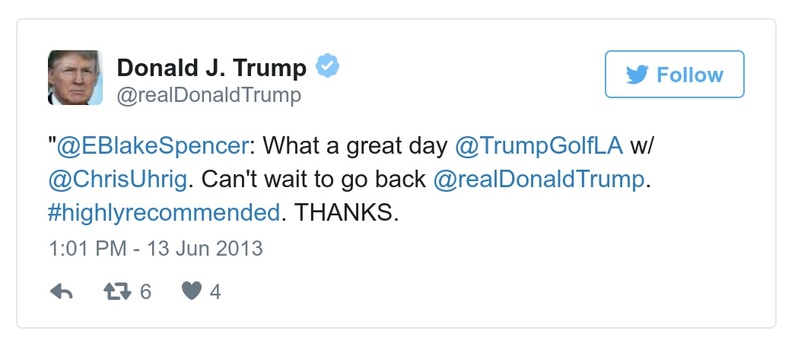 Donald J. Trump
@realDonaldTrump
Follow
"@EBlakeSpencer: What a great day @TrumpGolfLA w/
@ChrisUhrig. Can't wait to go back @realDonaldTrump.
#highlyrecommended. THANKS.
1:01 PM - 13 Jun 2013
6 4